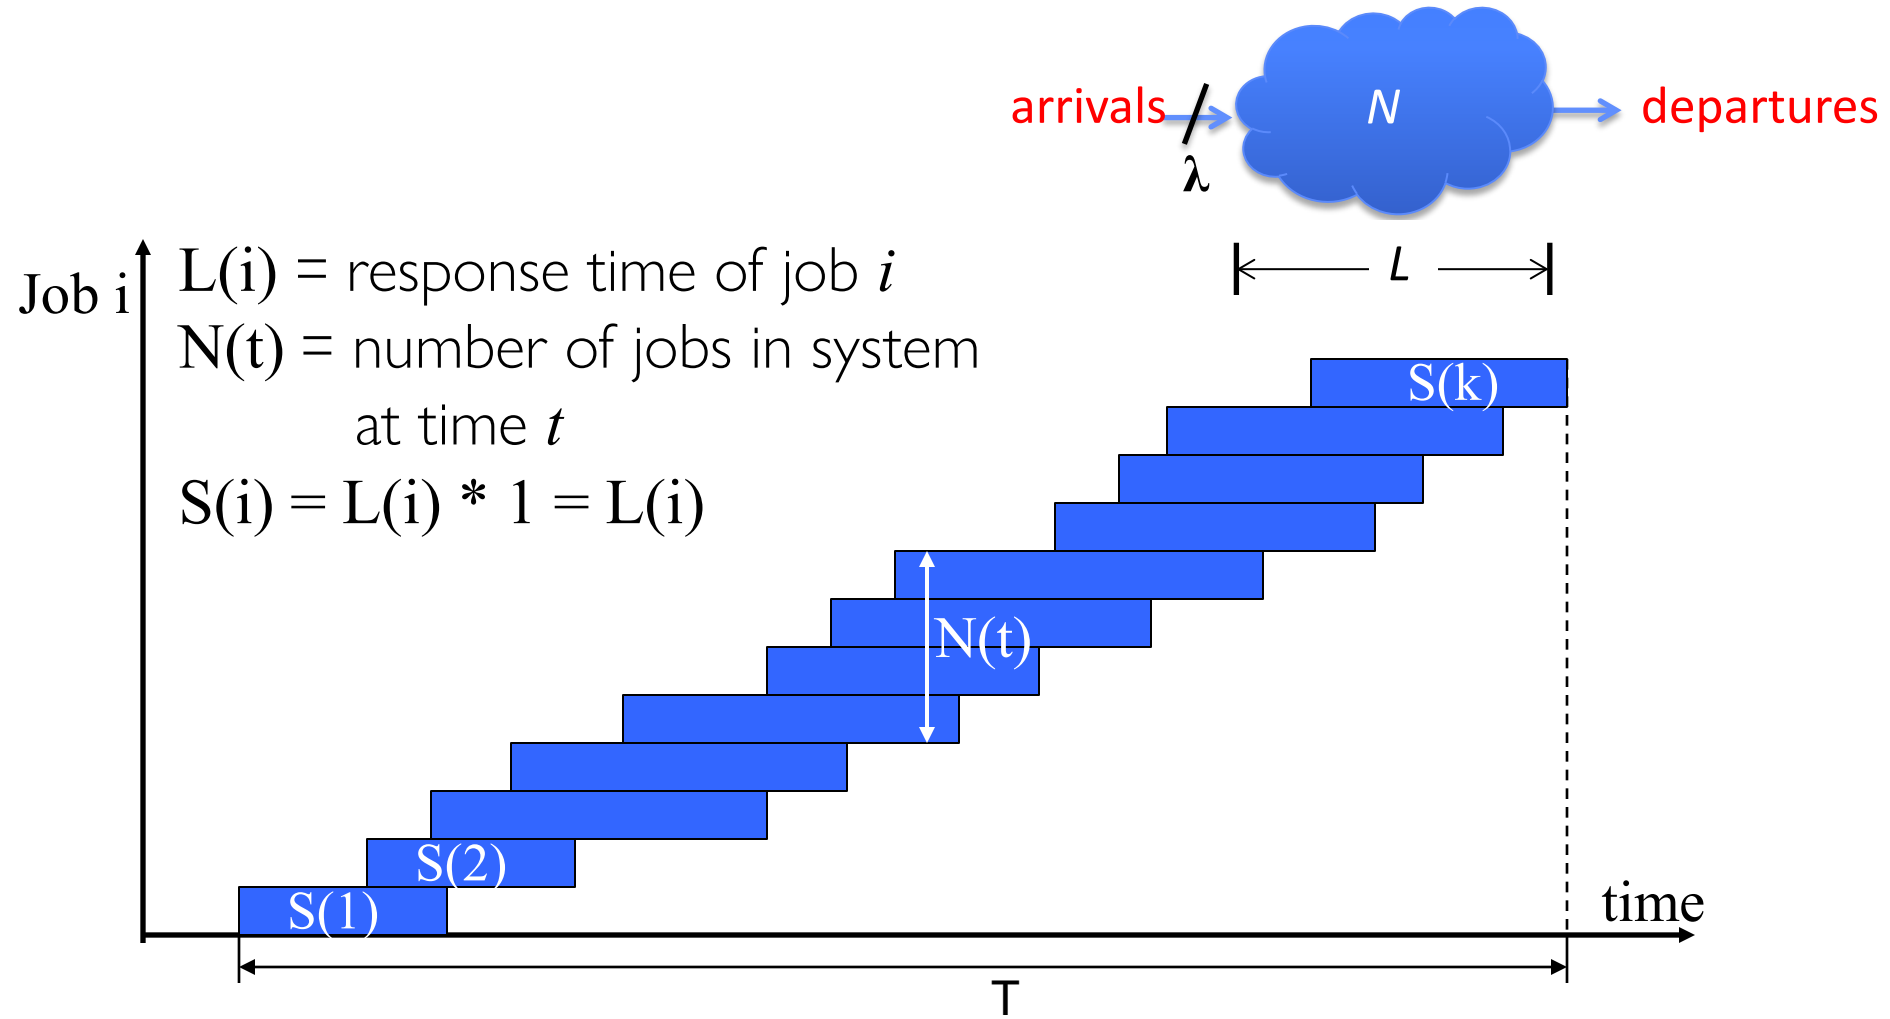 arrivals
N
departures
λ
L
Job i
L(i) = response time of job i
N(t) = number of jobs in system
at time t
S(i) = L(i) * 1 = L(i)
S(k)
N(t)
S(2)
S(1)
time
T